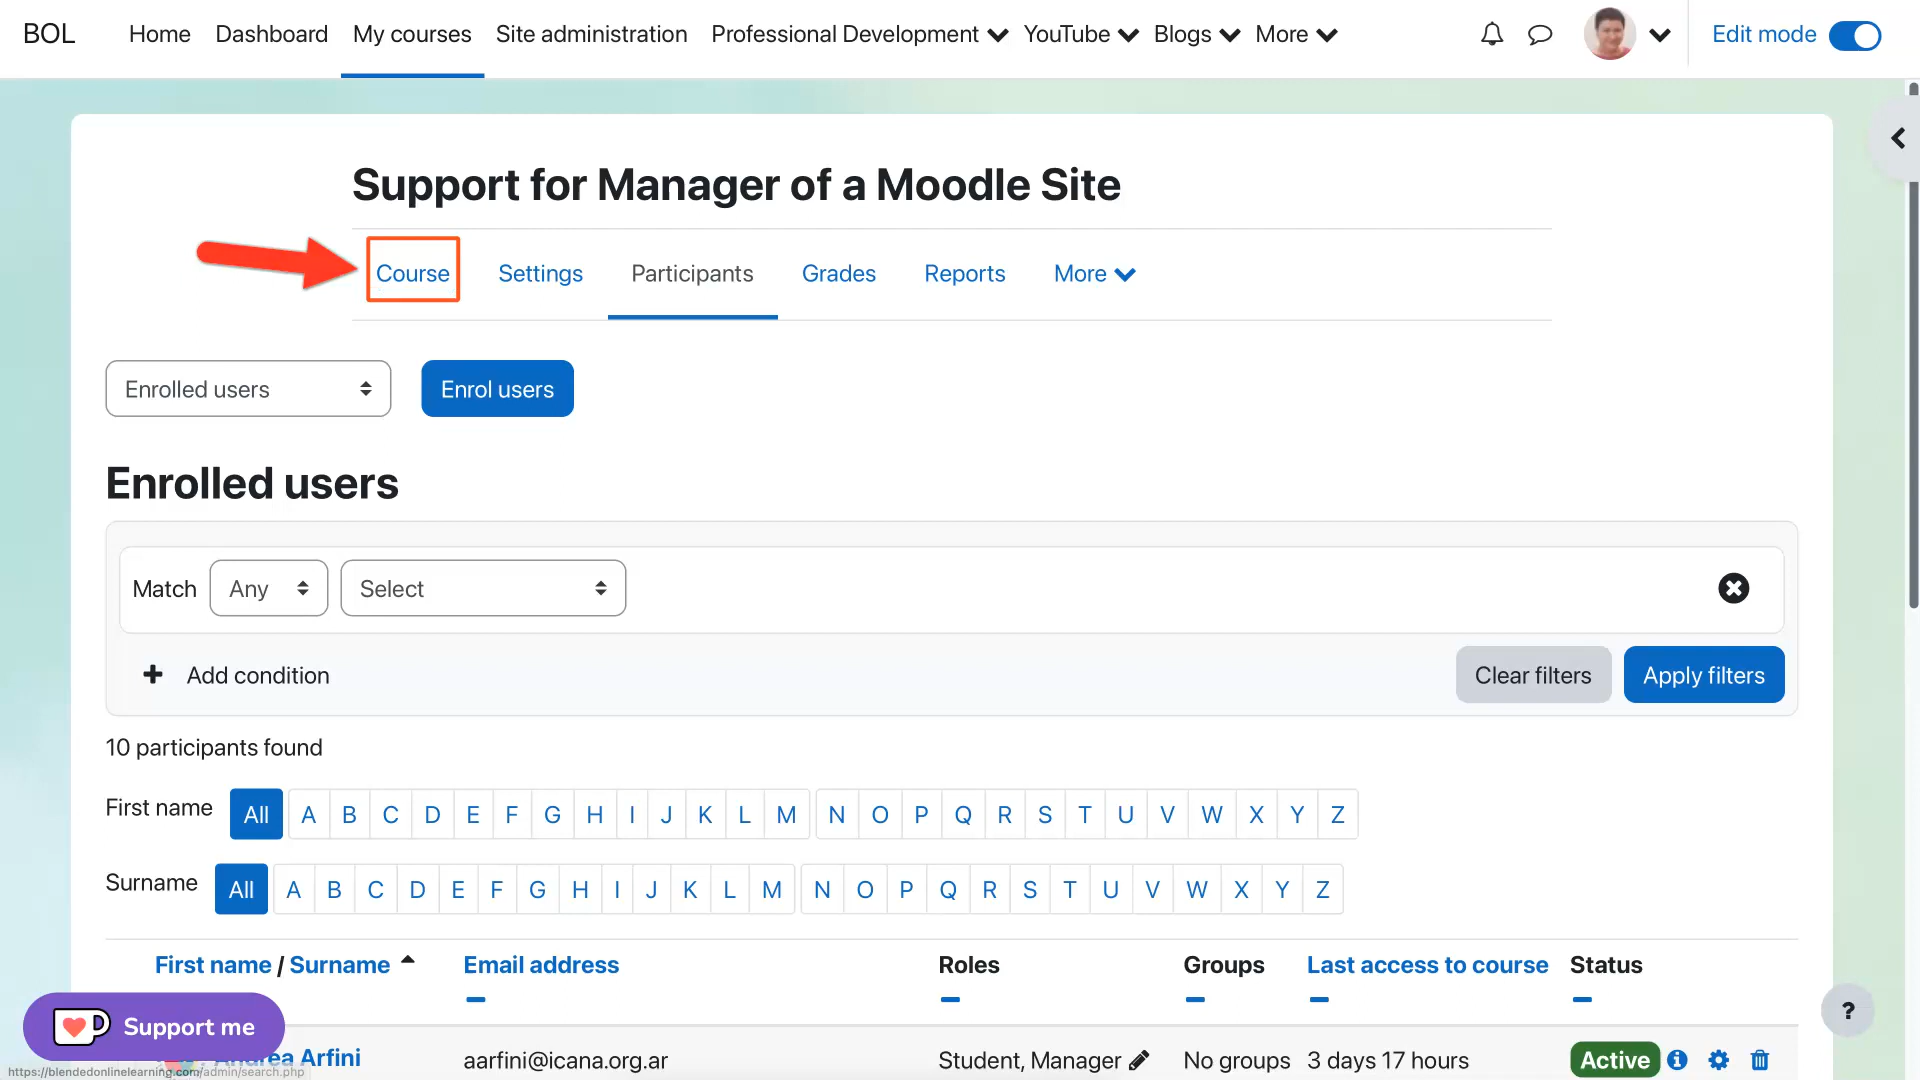 BOL Home Dashboard My courses Site administration Professional Development YouTube Blogs More Edit mode
Support for Manager of a Moodle Site
Course Settings Participants Grades Reports More
Enrolled users Enrol users
Enrolled users
Match Any Select
Add condition Clear filters Apply filters
10 participants found
First name All A B C D E F G H I J K L M N O P Q R S T U V W X Y Z
Surname All A B C D E F G H I J K L M N O P Q R S T U V W X Y Z
First name / Surname Email address Roles Groups Last access to course Status
Support me ?
Andrea Arfini aarfini@icana.org.ar Student, Manager No groups 3 days 17 hours Active
https://blendedonlinelearning.com/admin/search.php